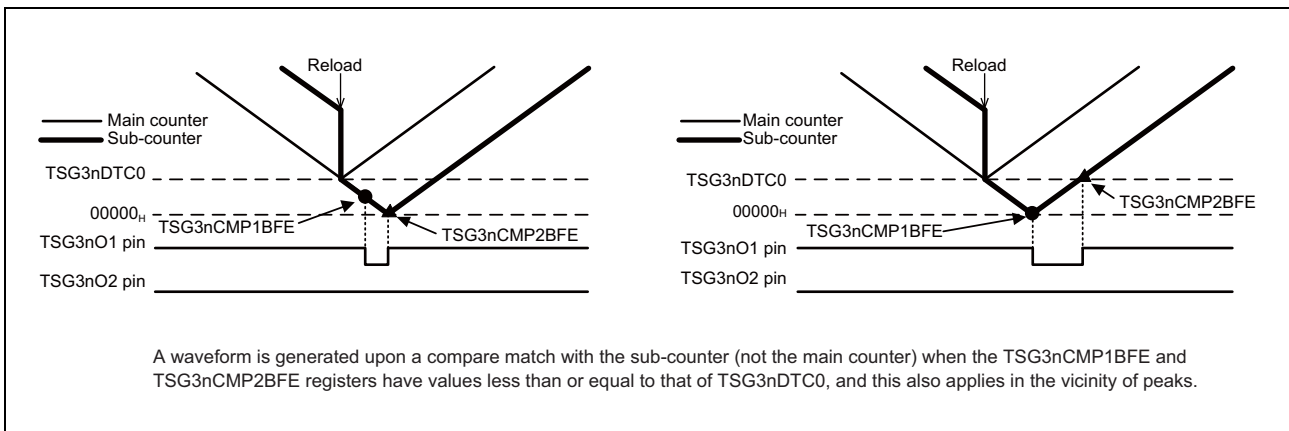 Reload
Main counter
Sub-counter
TSG3nDTC0
00000H
TSG3nCMP1BFE
TSG3nCMP2BFE
TSG3nO1 pin
TSG3nO2 pin
Reload
Main counter
Sub-counter
TSG3nDTC0
TSG3nCMP2BFE
00000H
TSG3nCMP1BFE
TSG3nO1 pin
TSG3nO2 pin
A waveform is generated upon a compare match with the sub-counter (not the main counter) when the TSG3nCMP1BFE and
TSG3nCMP2BFE registers have values less than or equal to that of TSG3nDTC0, and this also applies in the vicinity of peaks.